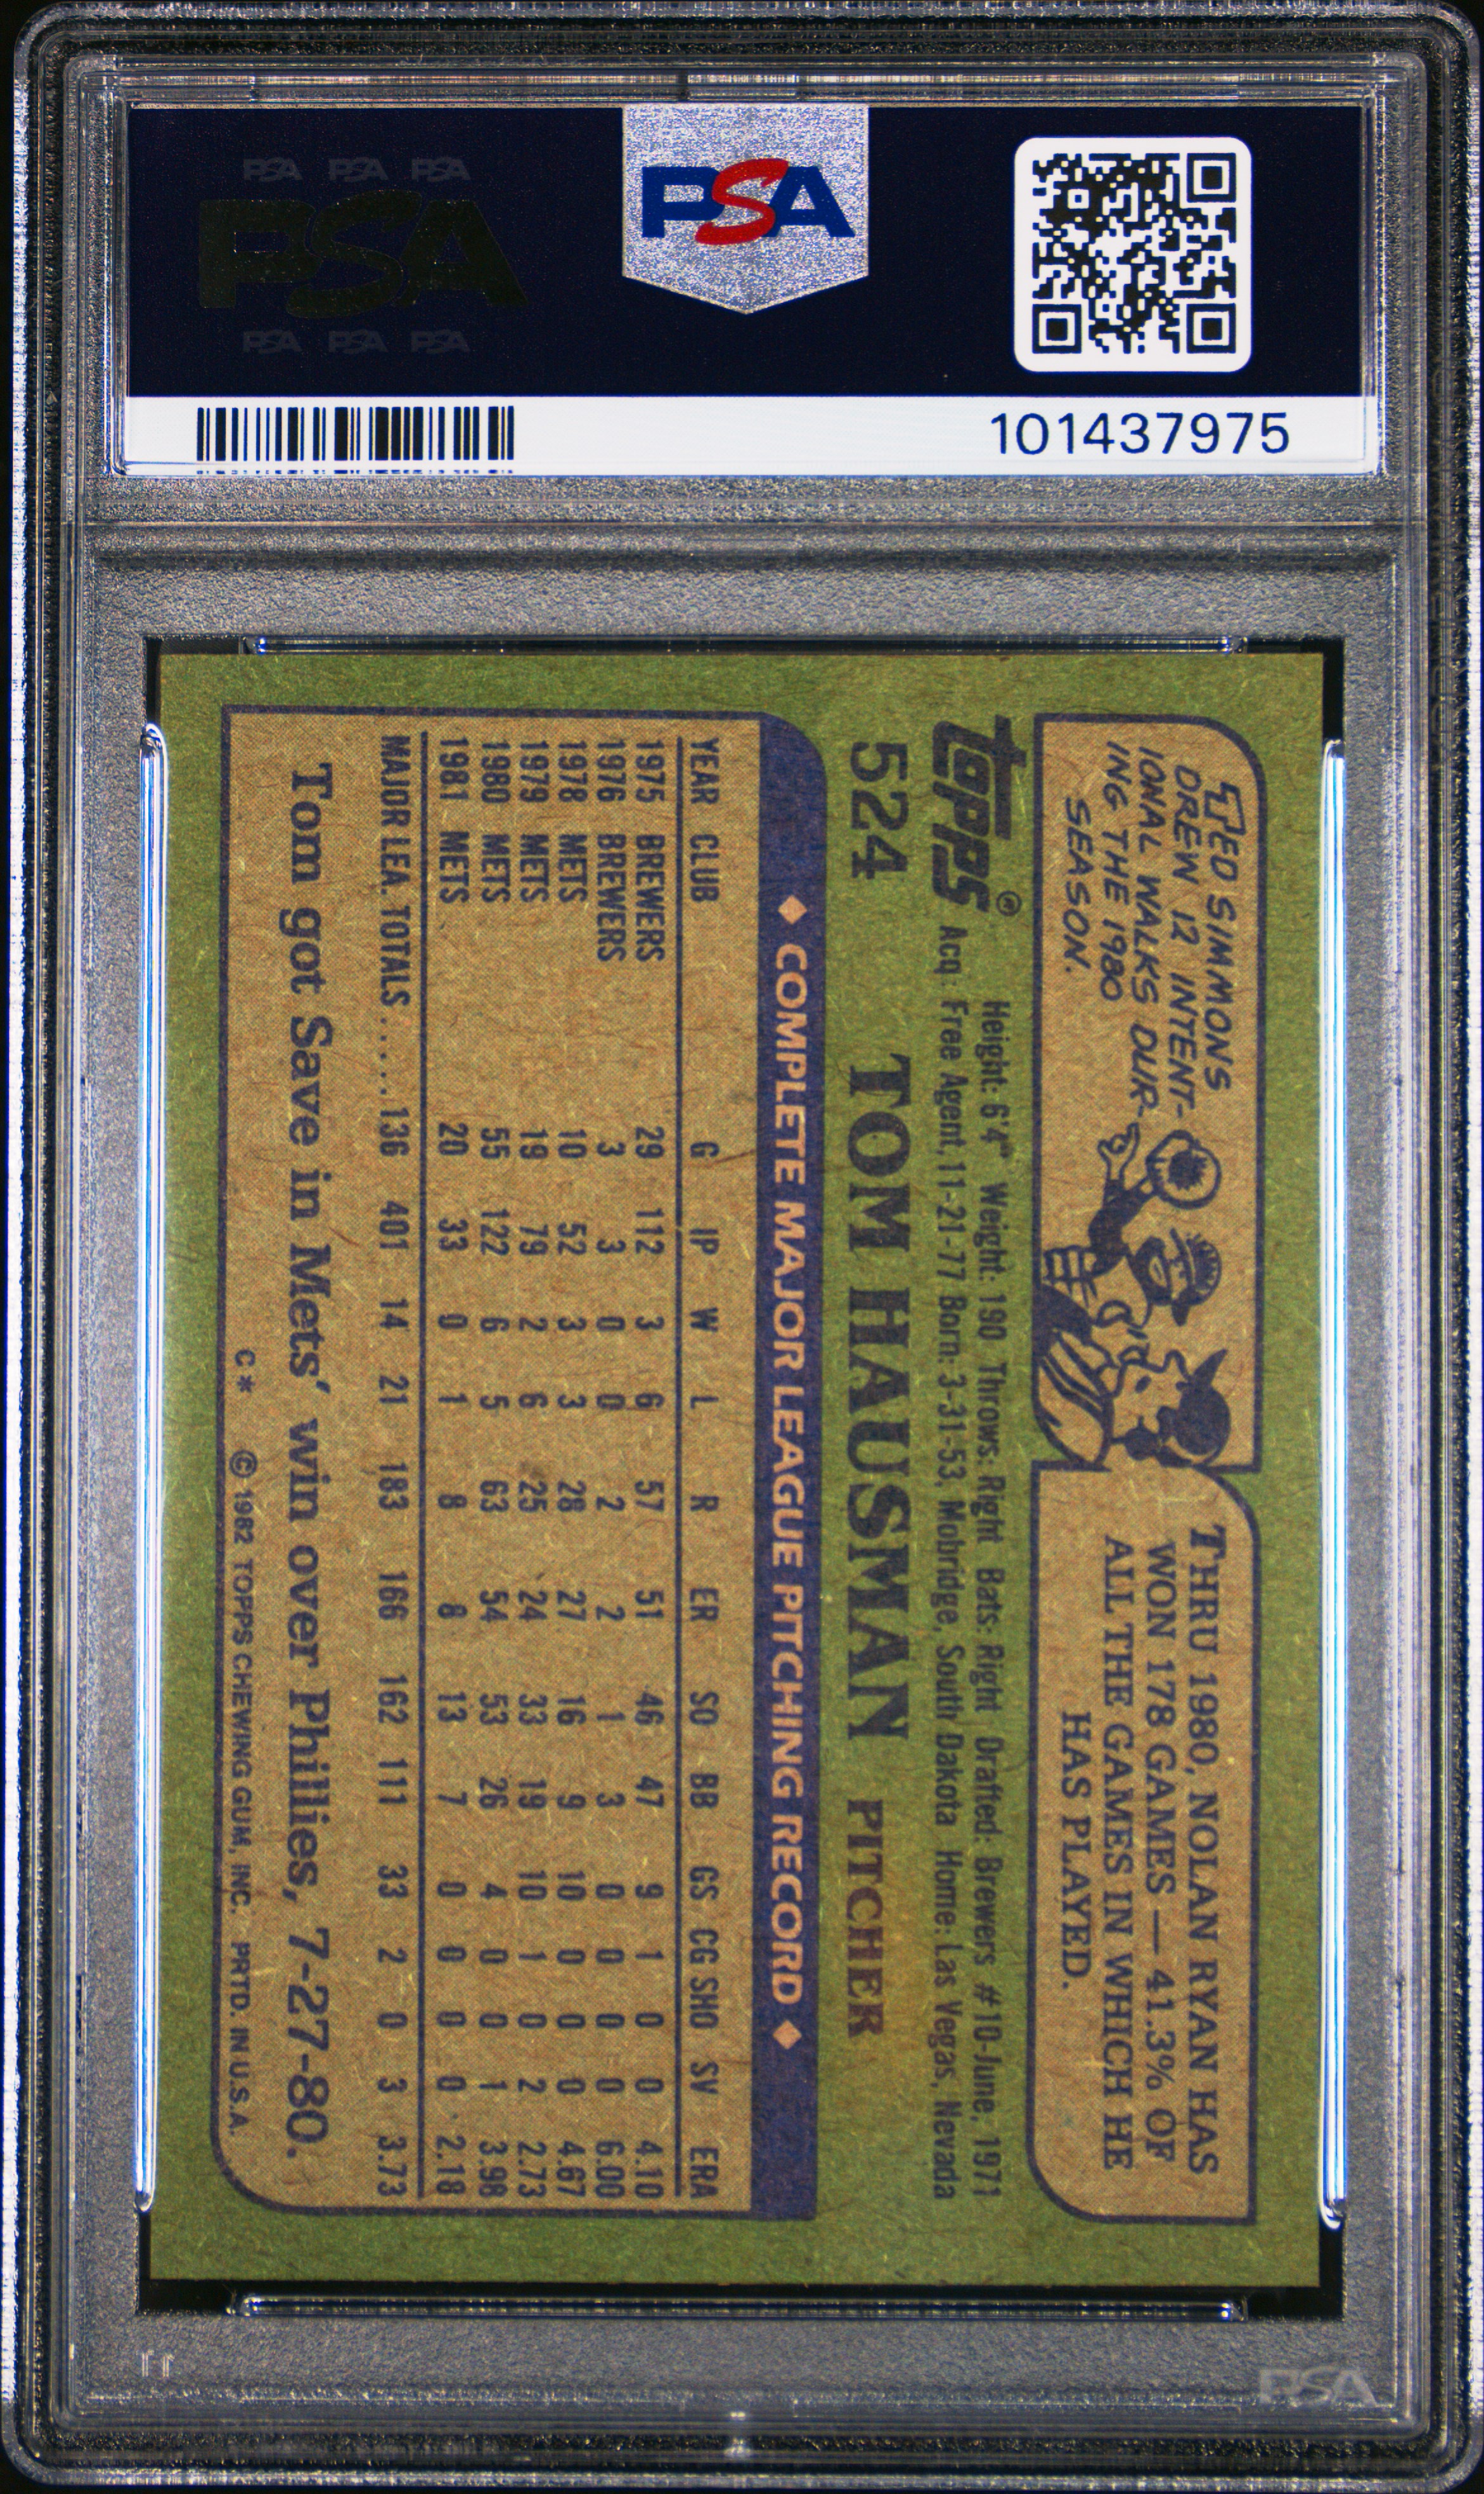 PSA PSA PSA
PSA
PSA PSA PSA
PSA
101437975
TED SIMMONS
DREW 12 INTENT-
IONAL WALKS DUR-
ING THE 1980
SEASON.
THRU 1980, NOLAN RYAN HAS
WON 178 GAMES — 41.3% OF
ALL THE GAMES IN WHICH HE
HAS PLAYED.
Topps®
Height: 6'4" Weight: 190 Throws: Right Bats: Right Drafted: Brewers #10-June, 1971
Acq: Free Agent, 11-21-77 Born: 3-31-53, Mobridge, South Dakota Home: Las Vegas, Nevada
524 TOM HAUSMAN PITCHER
◆ COMPLETE MAJOR LEAGUE PITCHING RECORD ◆
YEAR CLUB G IP W L R ER SO BB GS CG SHO SV ERA
1975 BREWERS 29 112 3 6 57 51 46 47 9 1 0 0 4.10
1976 BREWERS 3 3 0 0 2 2 1 3 0 0 0 0 6.00
1978 METS 10 52 3 3 28 27 16 9 10 0 0 0 4.67
1979 METS 19 79 2 6 25 24 33 19 10 1 0 2 2.73
1980 METS 55 122 6 5 63 54 53 26 4 0 0 1 3.98
1981 METS 20 33 0 1 8 8 13 7 0 0 0 0 2.18
MAJOR LEA. TOTALS ..... 136 401 14 21 183 166 162 111 33 2 0 3 3.73
Tom got Save in Mets' win over Phillies, 7-27-80.
C* © 1982 TOPPS CHEWING GUM, INC. PRTD. IN U.S.A.
PSA